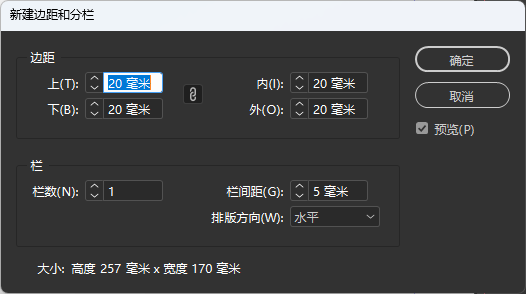 新建边距和分栏
边距
上(T): 20 毫米 内(I): 20 毫米
下(B): 20 毫米 外(O): 20 毫米
栏
栏数(N): 1 栏间距(G): 5 毫米
排版方向(W): 水平
大小: 高度 257 毫米 x 宽度 170 毫米
确定
取消
预览(P)